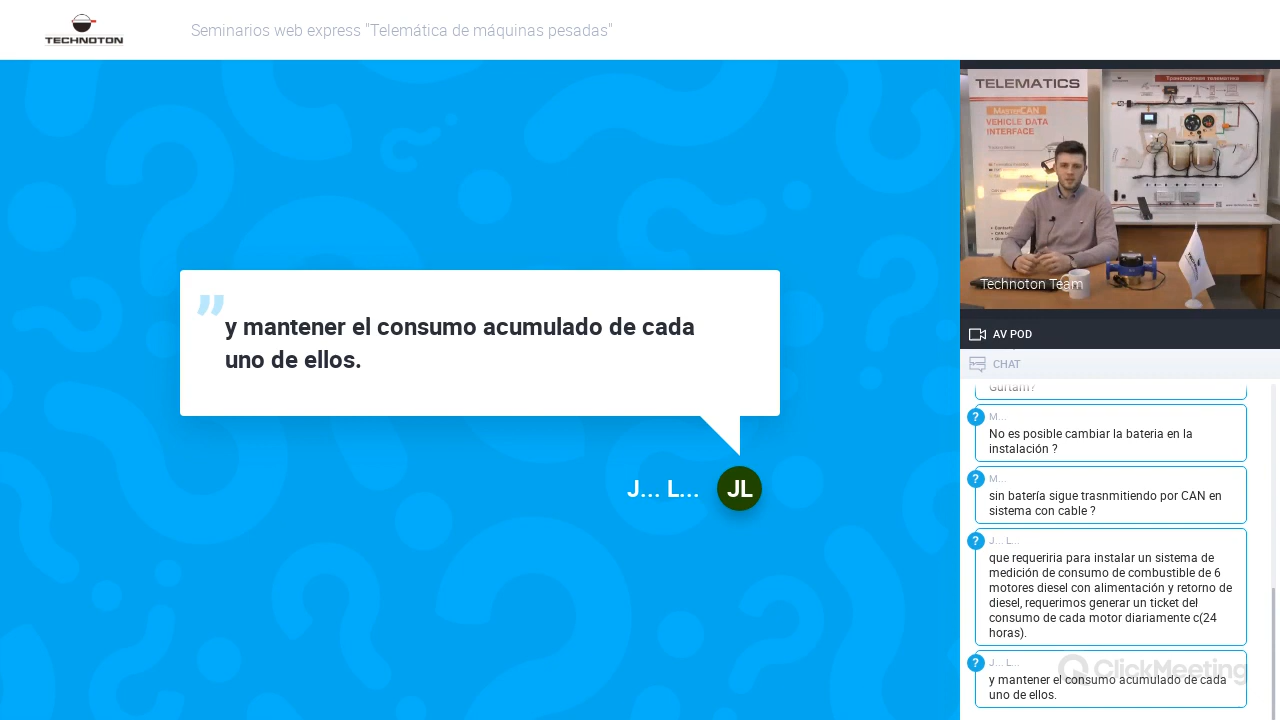 TECHNOTON
Seminarios web express "Telemática de máquinas pesadas"
TELEMATICS
MasterCAN
VEHICLE DATA
INTERFACE
Транспортная телематика
Technoton Team
AV POD
CHAT
Gurtam?
? M...
No es posible cambiar la bateria en la
instalación ?
? M...
sin batería sigue trasnmitiendo por CAN en
sistema con cable ?
? J... L...
que requeriria para instalar un sistema de
medición de consumo de combustible de 6
motores diesel con alimentación y retorno de
diesel, requerimos generar un ticket del
consumo de cada motor diariamente c(24
horas).
? J... L...
y mantener el consumo acumulado de cada
uno de ellos.
ClickMeeting
” y mantener el consumo acumulado de cada
uno de ellos.
J... L... JL